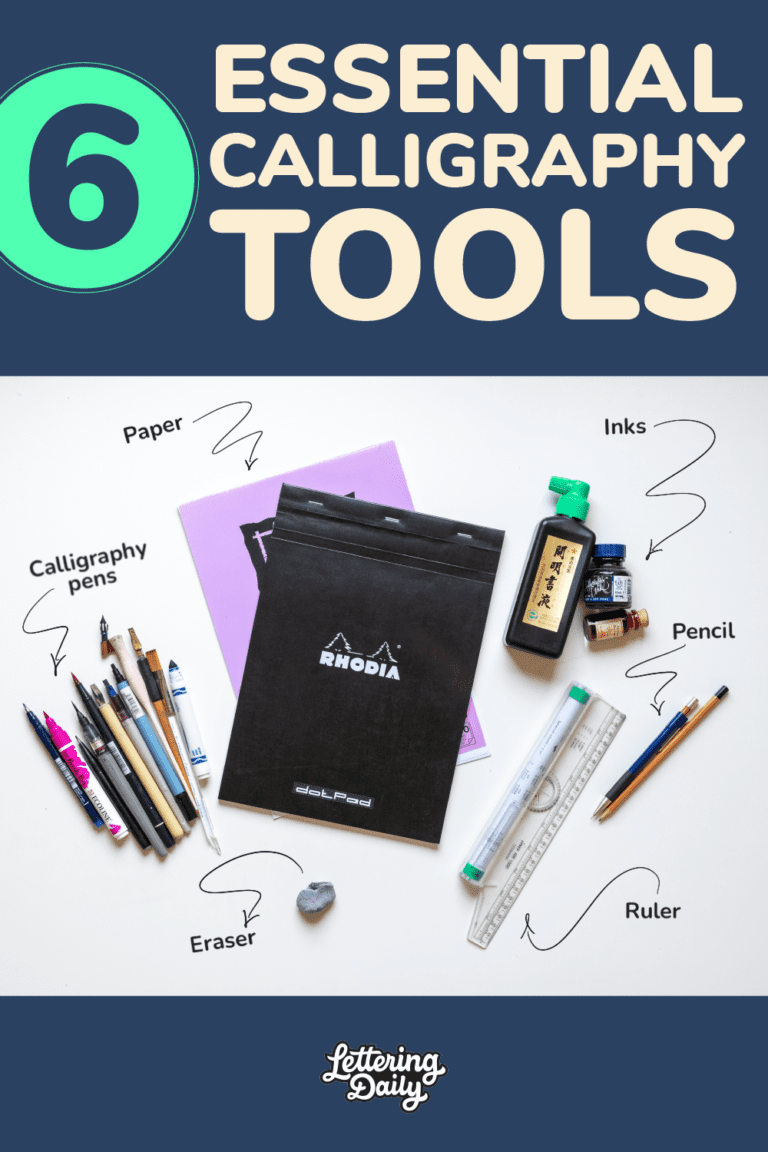 6
ESSENTIAL
CALLIGRAPHY
TOOLS
Paper
Inks
Calligraphy
pens
開明書液
Pencil
RHODIA
dotPad
ECOLINE
Eraser
Ruler
Lettering
Daily